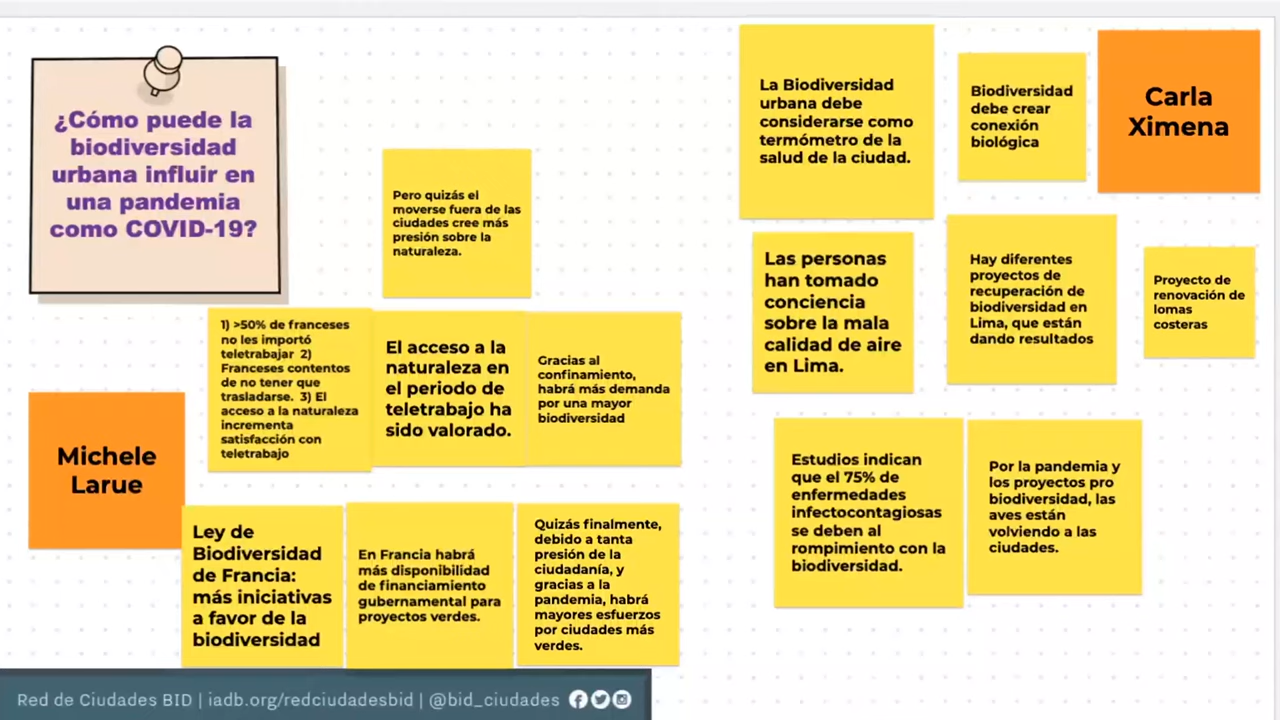 ¿Cómo puede la
biodiversidad
urbana influir en
una pandemia
como COVID-19?
Pero quizás el
moverse fuera de las
ciudades cree más
presión sobre la
naturaleza.
1) >50% de franceses
no les importó
teletrabajar  2)
Franceses contentos
de no tener que
trasladarse.  3) El
acceso a la naturaleza
incrementa
satisfacción con
teletrabajo
El acceso a la
naturaleza en
el periodo de
teletrabajo ha
sido valorado.
Gracias al
confinamiento,
habrá más demanda
por una mayor
biodiversidad
Michele
Larue
Ley de
Biodiversidad
de Francia:
más iniciativas
a favor de la
biodiversidad
En Francia habrá
más disponibilidad
de financiamiento
gubernamental para
proyectos verdes.
Quizás finalmente,
debido a tanta
presión de la
ciudadanía, y
gracias a la
pandemia, habrá
mayores esfuerzos
por ciudades más
verdes.
La Biodiversidad
urbana debe
considerarse como
termómetro de la
salud de la ciudad.
Biodiversidad
debe crear
conexión
biológica
Carla
Ximena
Las personas
han tomado
conciencia
sobre la mala
calidad de aire
en Lima.
Hay diferentes
proyectos de
recuperación de
biodiversidad en
Lima, que están
dando resultados
Proyecto de
renovación de
lomas
costeras
Estudios indican
que el 75% de
enfermedades
infectocontagiosas
se deben al
rompimiento con la
biodiversidad.
Por la pandemia y
los proyectos pro
biodiversidad, las
aves están
volviendo a las
ciudades.
Red de Ciudades BID | iadb.org/redciudadesbid | @bid_ciudades